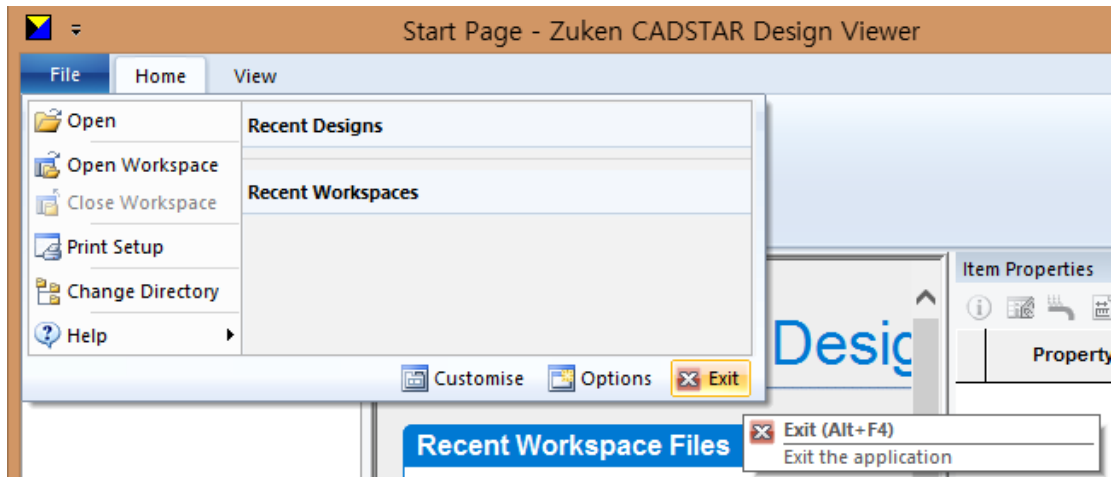 Start Page - Zuken CADSTAR Design Viewer
File Home View
Open
Open Workspace
Close Workspace
Print Setup
Change Directory
Help
Recent Designs
Recent Workspaces
Customise Options Exit
Item Properties
Property
Desig
Recent Workspace Files
Exit (Alt+F4)
Exit the application